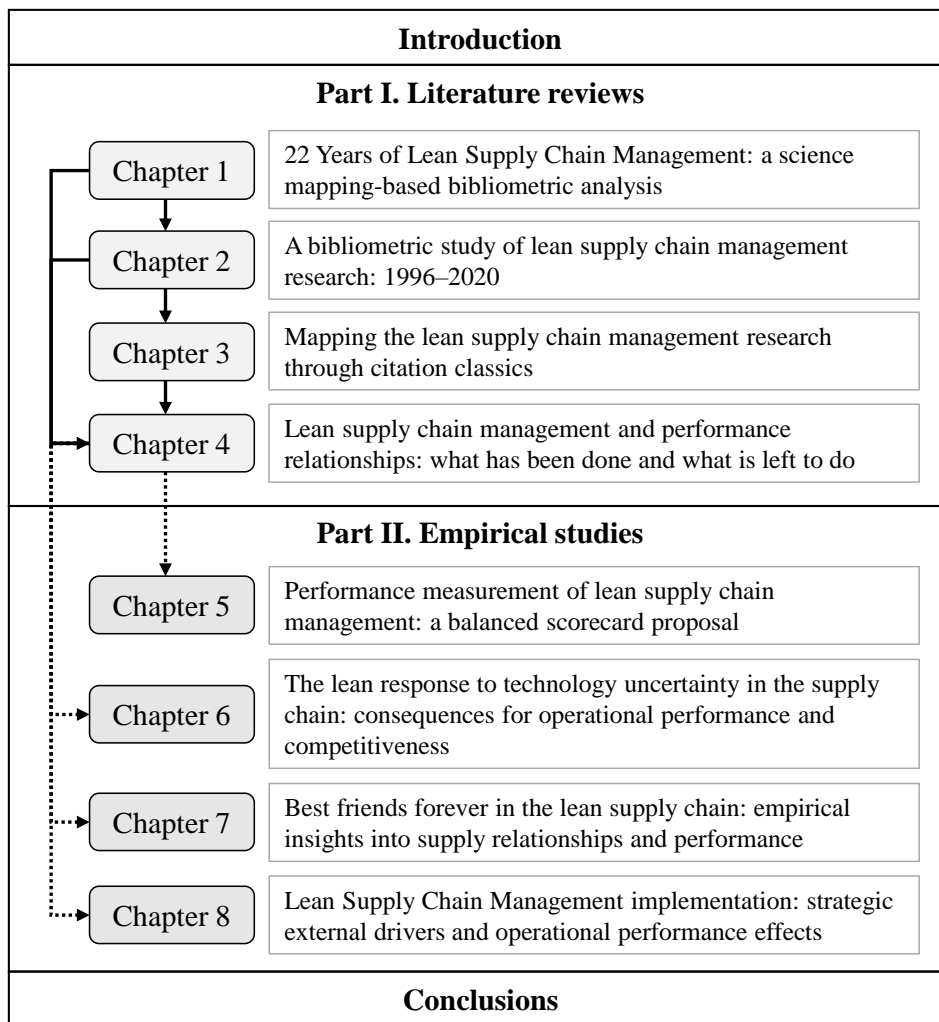 Introduction
Part I. Literature reviews
Chapter 1
22 Years of Lean Supply Chain Management: a science
mapping-based bibliometric analysis
Chapter 2
A bibliometric study of lean supply chain management
research: 1996–2020
Chapter 3
Mapping the lean supply chain management research
through citation classics
Chapter 4
Lean supply chain management and performance
relationships: what has been done and what is left to do
Part II. Empirical studies
Chapter 5
Performance measurement of lean supply chain
management: a balanced scorecard proposal
Chapter 6
The lean response to technology uncertainty in the supply
chain: consequences for operational performance and
competitiveness
Chapter 7
Best friends forever in the lean supply chain: empirical
insights into supply relationships and performance
Chapter 8
Lean Supply Chain Management implementation: strategic
external drivers and operational performance effects
Conclusions